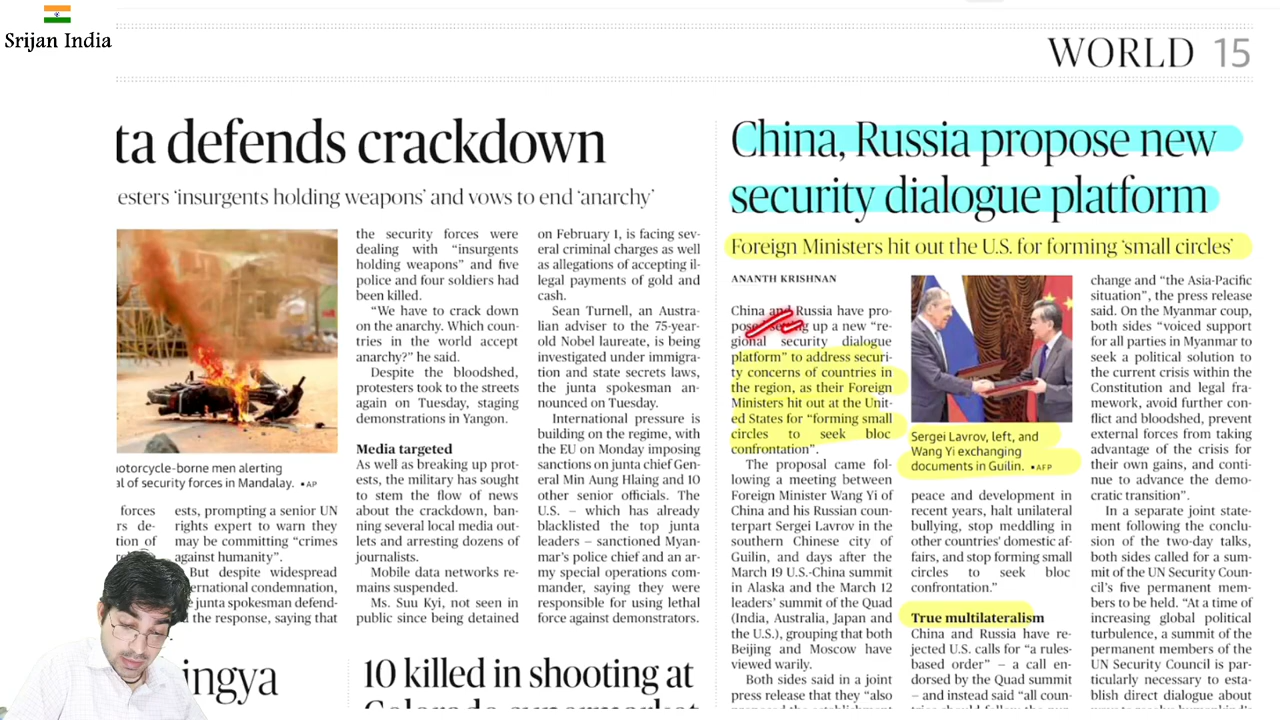 Srijan India
WORLD 15
ta defends crackdown
esters ‘insurgents holding weapons’ and vows to end ‘anarchy’
motorcycle-borne men alerting
al of security forces in Mandalay. • AP
forces
rs de-
tion of
ests, prompting a senior UN
rights expert to warn they
may be committing “crimes
against humanity”.
But despite widespread
ernational condemnation,
junta spokesman defend-
the response, saying that
the security forces were
dealing with “insurgents
holding weapons” and five
police and four soldiers had
been killed.
“We have to crack down
on the anarchy. Which coun-
tries in the world accept
anarchy?” he said.
Despite the bloodshed,
protesters took to the streets
again on Tuesday, staging
demonstrations in Yangon.
Media targeted
As well as breaking up prot-
ests, the military has sought
to stem the flow of news
about the crackdown, ban-
ning several local media out-
lets and arresting dozens of
journalists.
Mobile data networks re-
mains suspended.
Ms. Suu Kyi, not seen in
public since being detained
on February 1, is facing sev-
eral criminal charges as well
as allegations of accepting il-
legal payments of gold and
cash.
Sean Turnell, an Austra-
lian adviser to the 75-year-
old Nobel laureate, is being
investigated under immigra-
tion and state secrets laws,
the junta spokesman an-
nounced on Tuesday.
International pressure is
building on the regime, with
the EU on Monday imposing
sanctions on junta chief Gen-
eral Min Aung Hlaing and 10
other senior officials. The
U.S. – which has already
blacklisted the top junta
leaders – sanctioned Myan-
mar’s police chief and an ar-
my special operations com-
mander, saying they were
responsible for using lethal
force against demonstrators.
ingya
10 killed in shooting at
Colorado supermarket
China, Russia propose new
security dialogue platform
Foreign Ministers hit out the U.S. for forming ‘small circles’
ANANTH KRISHNAN
China and Russia have pro-
posed setting up a new “re-
gional security dialogue
platform” to address securi-
ty concerns of countries in
the region, as their Foreign
Ministers hit out at the Unit-
ed States for “forming small
circles to seek bloc
confrontation”.
The proposal came fol-
lowing a meeting between
Foreign Minister Wang Yi of
China and his Russian coun-
terpart Sergei Lavrov in the
southern Chinese city of
Guilin, and days after the
March 19 U.S.-China summit
in Alaska and the March 12
leaders’ summit of the Quad
(India, Australia, Japan and
the U.S.), grouping that both
Beijing and Moscow have
viewed warily.
Both sides said in a joint
press release that they “also
proposed the establishment
Sergei Lavrov, left, and
Wang Yi exchanging
documents in Guilin. • AFP
peace and development in
recent years, halt unilateral
bullying, stop meddling in
other countries’ domestic af-
fairs, and stop forming small
circles to seek bloc
confrontation.”
True multilateralism
China and Russia have re-
jected U.S. calls for “a rules-
based order” – a call en-
dorsed by the Quad summit
– and instead said “all coun-
tries should follow the
change and “the Asia-Pacific
situation”, the press release
said. On the Myanmar coup,
both sides “voiced support
for all parties in Myanmar to
seek a political solution to
the current crisis within the
Constitution and legal fra-
mework, avoid further con-
flict and bloodshed, prevent
external forces from taking
advantage of the crisis for
their own gains, and conti-
nue to advance the demo-
cratic transition”.
In a separate joint state-
ment following the conclu-
sion of the two-day talks,
both sides called for a sum-
mit of the UN Security Coun-
cil’s five permanent mem-
bers to be held. “At a time of
increasing global political
turbulence, a summit of the
permanent members of the
UN Security Council is par-
ticularly necessary to esta-
blish direct dialogue about